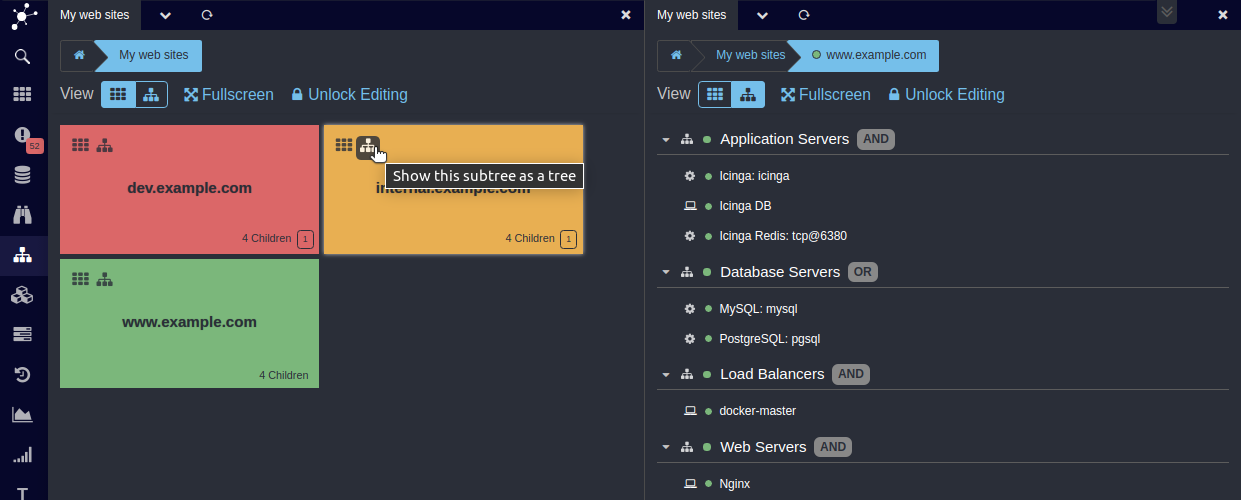 My web sites
My web sites
View Fullscreen Unlock Editing
52
dev.example.com
4 Children 1
Show this subtree as a tree
internal.example.com
4 Children 1
www.example.com
4 Children
T
My web sites
My web sites www.example.com
View Fullscreen Unlock Editing
Application Servers AND
Icinga: icinga
Icinga DB
Icinga Redis: tcp@6380
Database Servers OR
MySQL: mysql
PostgreSQL: pgsql
Load Balancers AND
docker-master
Web Servers AND
Nginx